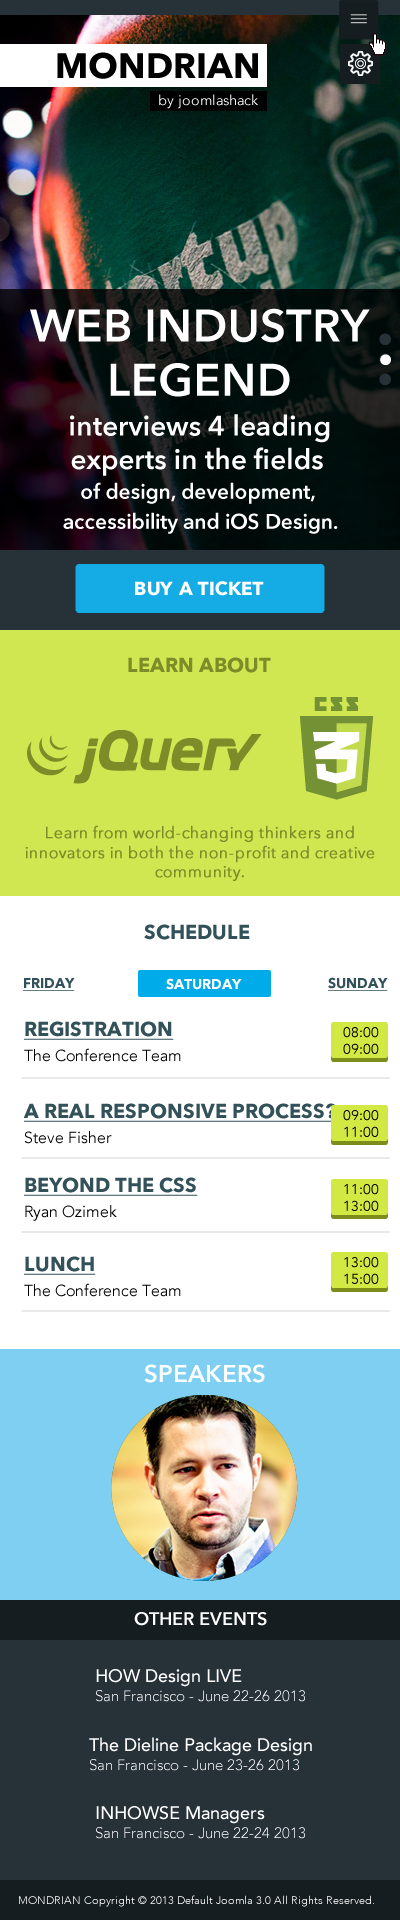 MONDRIAN
by joomlashack
Startup
WEB INDUSTRY
LEGEND
interviews 4 leading
experts in the fields
of design, development,
accessibility and iOS Design.
BUY A TICKET
LEARN ABOUT
CSS
jQuery
3
Learn from world-changing thinkers and
innovators in both the non-profit and creative
community.
SCHEDULE
FRIDAY SATURDAY SUNDAY
REGISTRATION 08:00
The Conference Team 09:00
A REAL RESPONSIVE PROCESS? 09:00
Steve Fisher 11:00
BEYOND THE CSS 11:00
Ryan Ozimek 13:00
LUNCH 13:00
The Conference Team 15:00
SPEAKERS
OTHER EVENTS
HOW Design LIVE
San Francisco - June 22-26 2013
The Dieline Package Design
San Francisco - June 23-26 2013
INHOWSE Managers
San Francisco - June 22-24 2013
MONDRIAN Copyright © 2013 Default Joomla 3.0 All Rights Reserved.